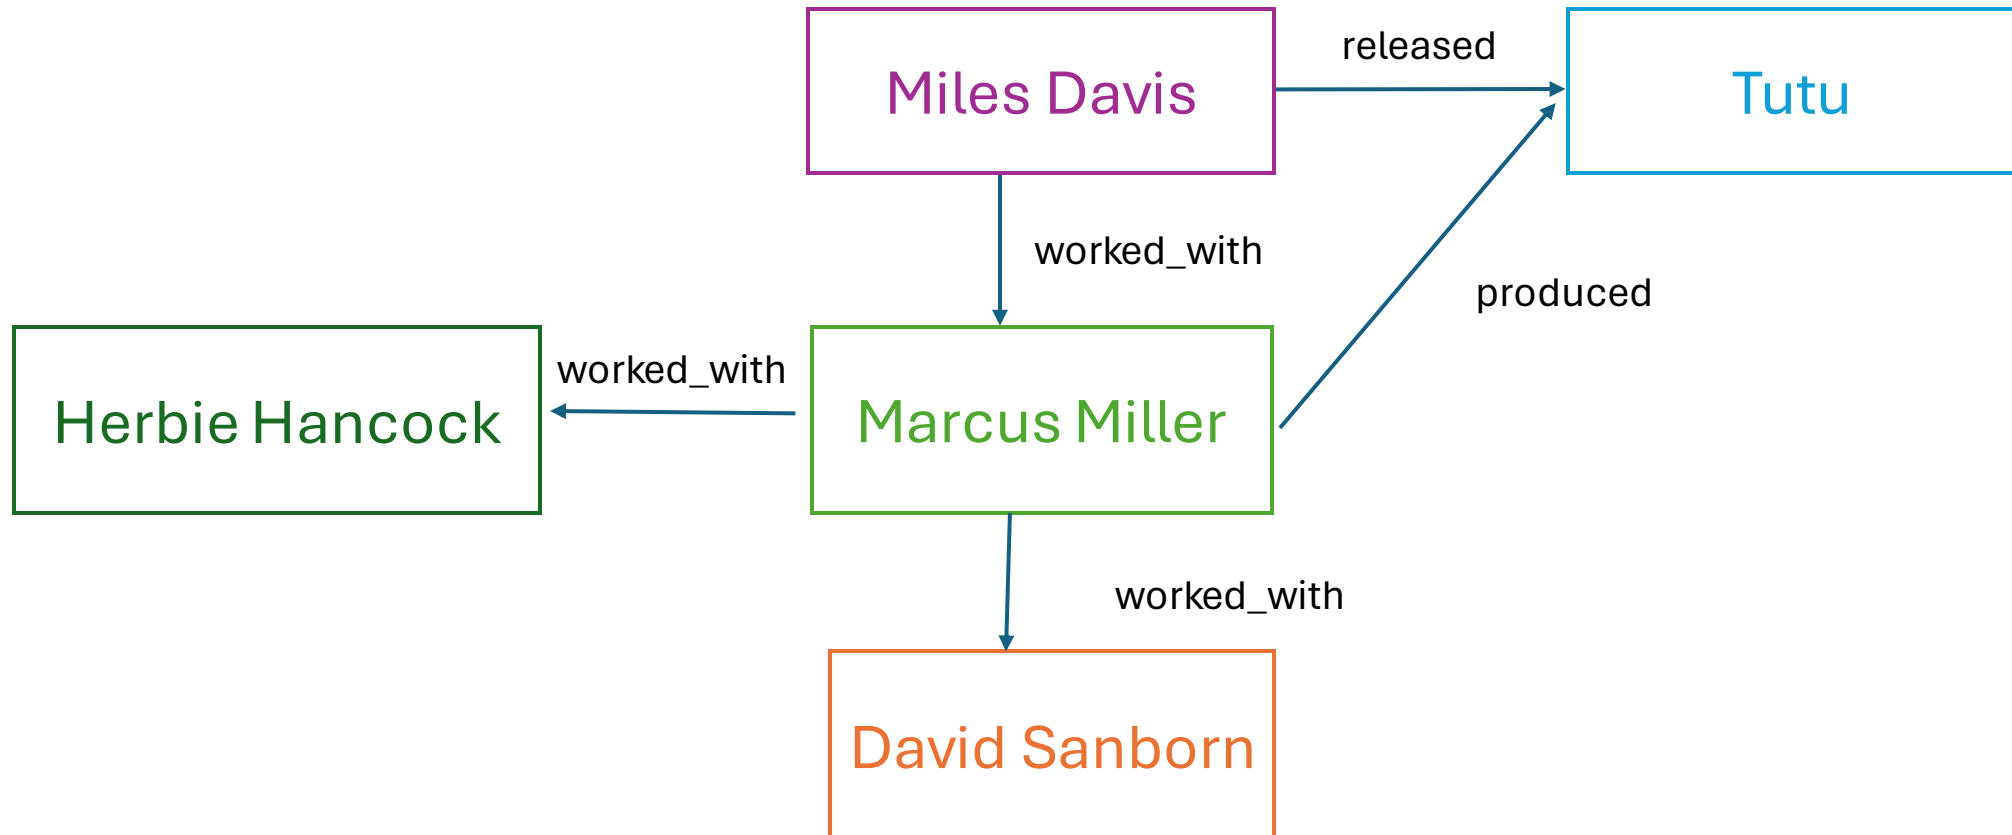 released
Miles Davis
Tutu
worked_with
produced
worked_with
Herbie Hancock
Marcus Miller
worked_with
David Sanborn